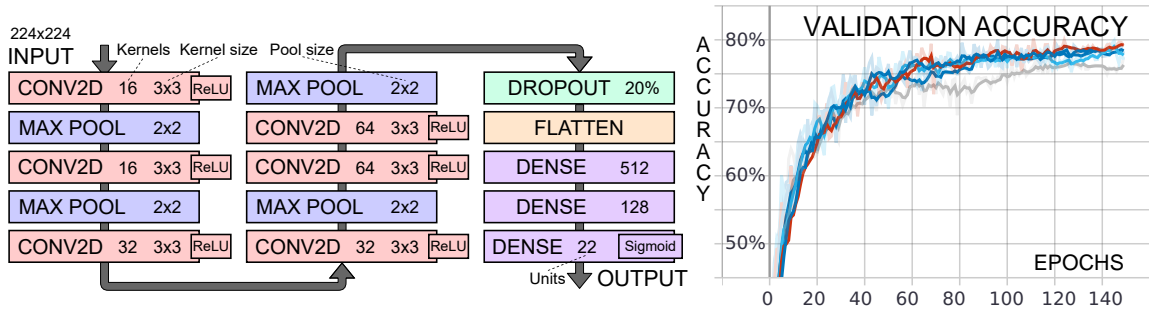 224x224
INPUT
Kernels
Kernel size
Pool size
CONV2D 16 3x3 ReLU
MAX POOL 2x2
CONV2D 16 3x3 ReLU
MAX POOL 2x2
CONV2D 32 3x3 ReLU
MAX POOL 2x2
CONV2D 64 3x3 ReLU
CONV2D 64 3x3 ReLU
MAX POOL 2x2
CONV2D 32 3x3 ReLU
DROPOUT 20%
FLATTEN
DENSE 512
DENSE 128
DENSE 22 Sigmoid
Units
OUTPUT
VALIDATION ACCURACY
ACCURACY
80%
70%
60%
50%
EPOCHS
0 20 40 60 80 100 120 140